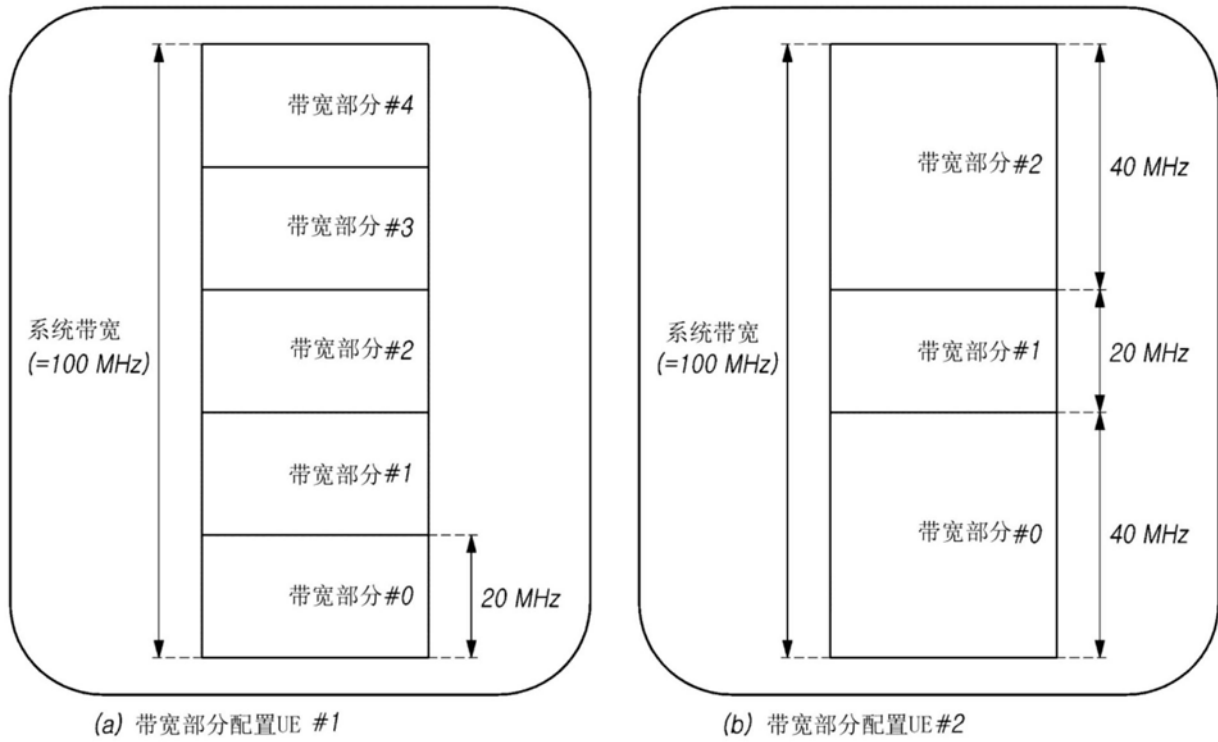 带宽部分#4
带宽部分#3
系统带宽
(=100 MHz)
带宽部分#2
带宽部分#1
带宽部分#0
20 MHz
(a) 带宽部分配置UE #1
带宽部分#2
40 MHz
系统带宽
(=100 MHz)
带宽部分#1
20 MHz
带宽部分#0
40 MHz
(b) 带宽部分配置UE#2